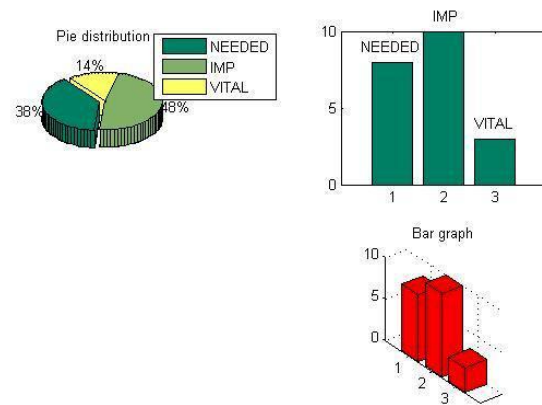 Pie distribution
NEEDED
IMP
VITAL
14%
38%
48%
IMP
NEEDED
VITAL
10
5
0
1 2 3
Bar graph
10
5
0
1
2
3